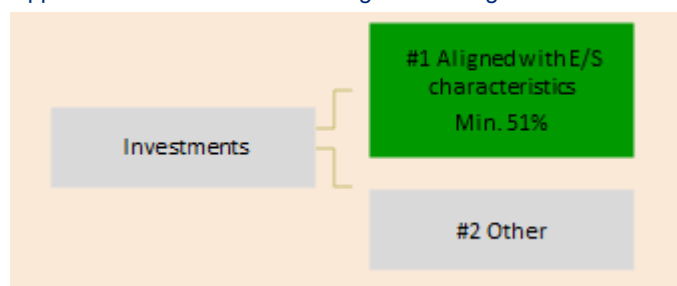 #1 Aligned with E/S
characteristics
Min. 51%
Investments
#2 Other